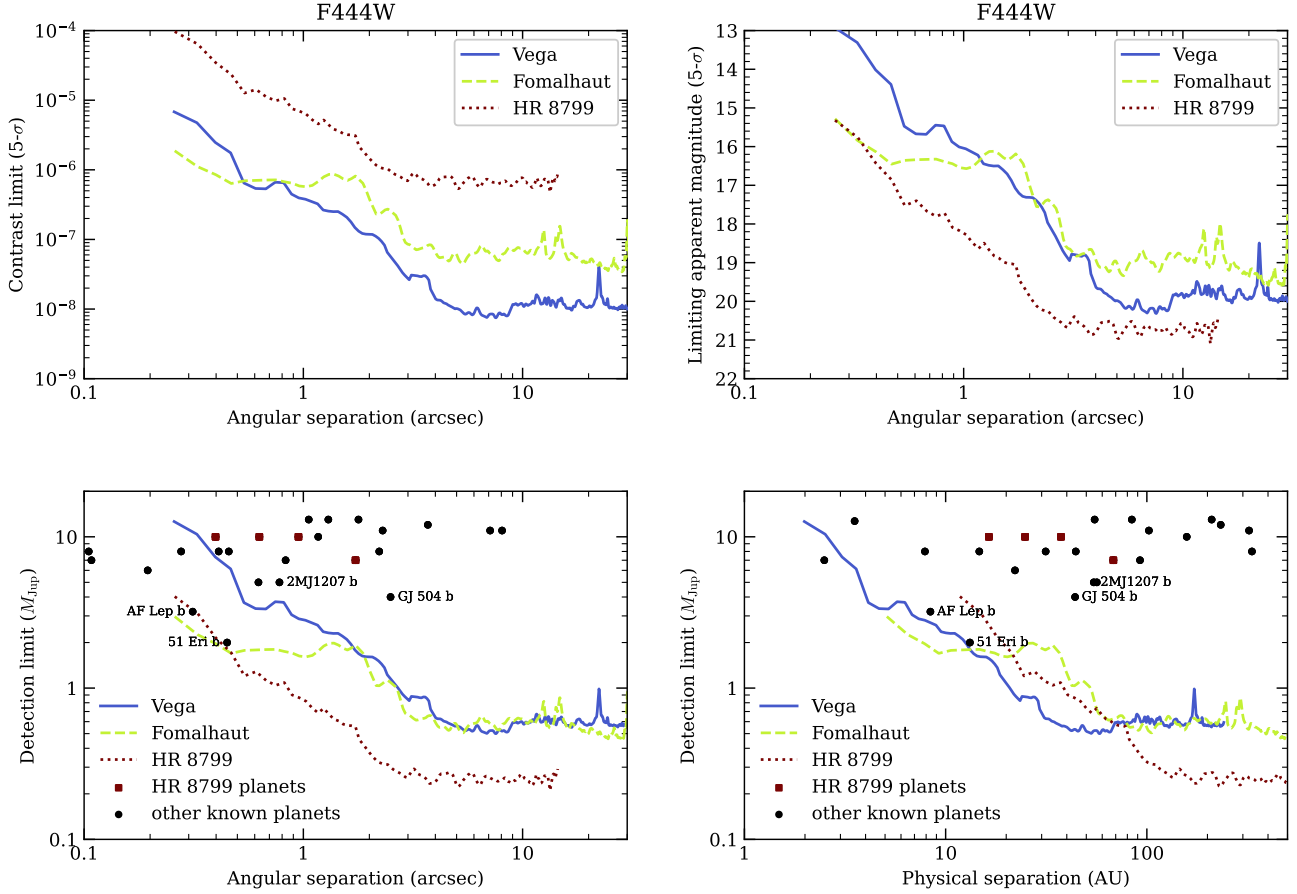 F444W
Contrast limit (5-σ)
10⁻⁴
10⁻⁵
10⁻⁶
10⁻⁷
10⁻⁸
10⁻⁹
Vega
Fomalhaut
HR 8799
0.1 1 10
Angular separation (arcsec)
F444W
Limiting apparent magnitude (5-σ)
13
14
15
16
17
18
19
20
21
22
Vega
Fomalhaut
HR 8799
0.1 1 10
Angular separation (arcsec)
Detection limit (M_Jup)
10
1
0.1
2MJ1207 b
GJ 504 b
AF Lep b
51 Eri b
Vega
Fomalhaut
HR 8799
HR 8799 planets
other known planets
0.1 1 10
Angular separation (arcsec)
Detection limit (M_Jup)
10
1
0.1
2MJ1207 b
GJ 504 b
AF Lep b
51 Eri b
Vega
Fomalhaut
HR 8799
HR 8799 planets
other known planets
1 10 100
Physical separation (AU)